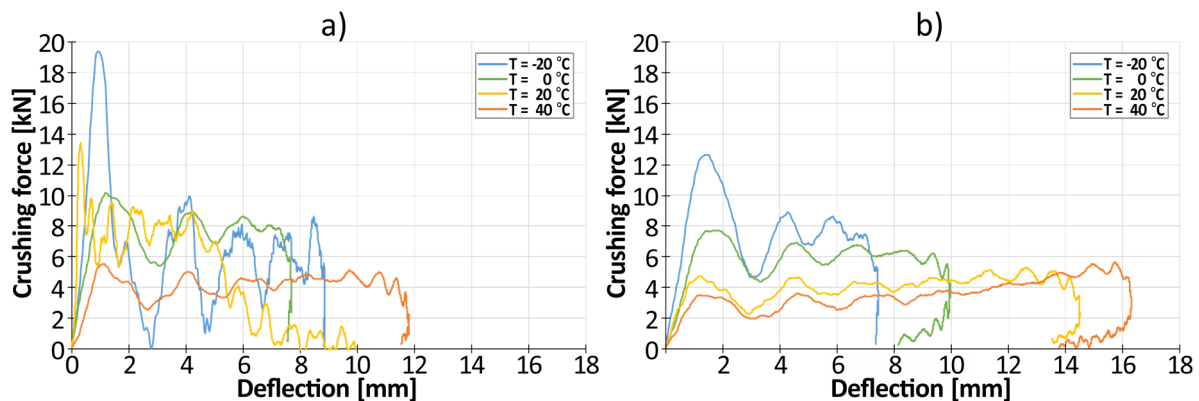 a)
Crushing force [kN]
20
18
16
14
12
10
8
6
4
2
0
0 2 4 6 8 10 12 14 16 18
Deflection [mm]
T = -20 °C
T = 0 °C
T = 20 °C
T = 40 °C
b)
Crushing force [kN]
20
18
16
14
12
10
8
6
4
2
0
2 4 6 8 10 12 14 16 18
Deflection [mm]
T = -20 °C
T = 0 °C
T = 20 °C
T = 40 °C